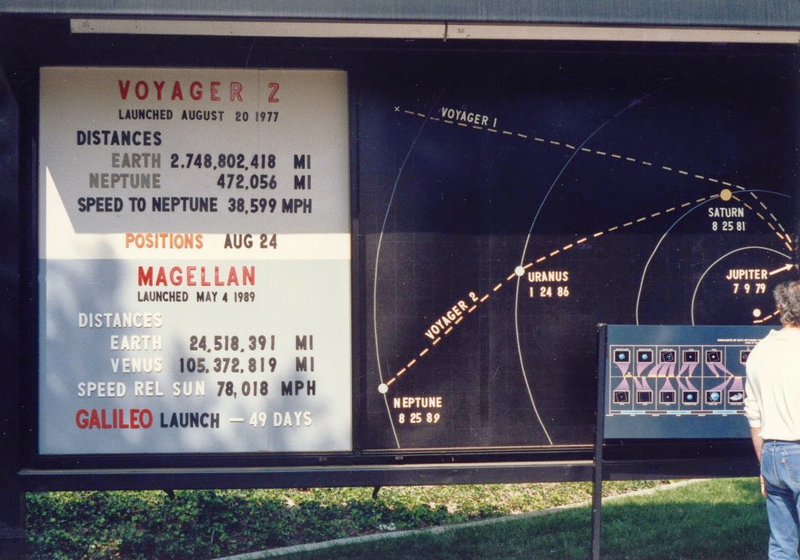 VOYAGER 2
LAUNCHED AUGUST 20 1977
DISTANCES
EARTH 2,748,802,418 MI
NEPTUNE 472,056 MI
SPEED TO NEPTUNE 38,599 MPH
POSITIONS AUG 24
MAGELLAN
LAUNCHED MAY 4 1989
DISTANCES
EARTH 24,518,391 MI
VENUS 105,372,819 MI
SPEED REL SUN 78,018 MPH
GALILEO LAUNCH — 49 DAYS
VOYAGER 1
SATURN
8 25 81
URANUS
1 24 86
JUPITER
7 9 79
VOYAGER 2
NEPTUNE
8 25 89